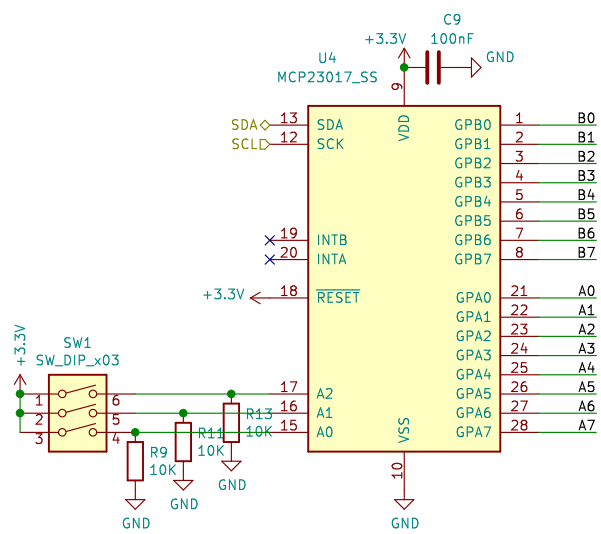 C9
100nF
+3.3V
GND
U4
MCP23017_SS
9
VDD
SDA 13 SDA
SCL 12 SCK
GPB0 1 B0
GPB1 2 B1
GPB2 3 B2
GPB3 4 B3
GPB4 5 B4
GPB5 6 B5
GPB6 7 B6
GPB7 8 B7
19 INTB
20 INTA
+3.3V 18 RESET
GPA0 21 A0
GPA1 22 A1
GPA2 23 A2
GPA3 24 A3
GPA4 25 A4
GPA5 26 A5
GPA6 27 A6
GPA7 28 A7
17 A2
16 A1
15 A0
VSS
10
GND
+3.3V
SW1
SW_DIP_x03
1 6
2 5
3 4
R13
10K
GND
R11
10K
GND
R9
10K
GND